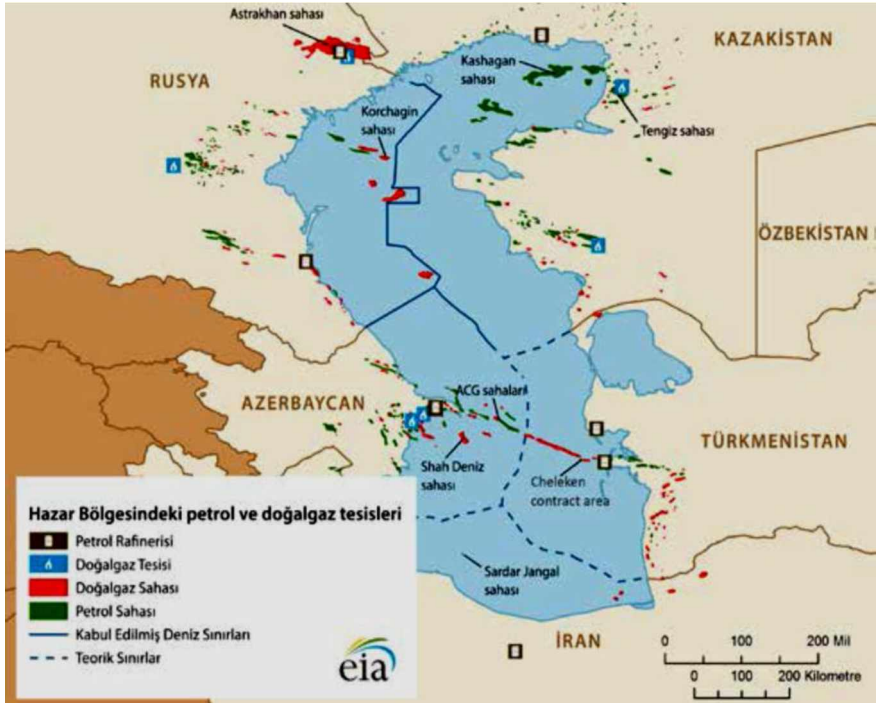 Astrakhan sahası
KAZAKİSTAN
RUSYA
Kashagan
sahası
Korchagin
sahası
Tengiz sahası
ÖZBEKİSTAN
AZERBAYCAN
ACG sahaları
TÜRKMENİSTAN
Shah Deniz
sahası
Cheleken
contract area
Sardar Jangal
sahası
İRAN
Hazar Bölgesindeki petrol ve doğalgaz tesisleri
Petrol Rafinerisi
Doğalgaz Tesisi
Doğalgaz Sahası
Petrol Sahası
Kabul Edilmiş Deniz Sınırları
Teorik Sınırlar
eia
0 100 200 Mil
0 100 200 Kilometre